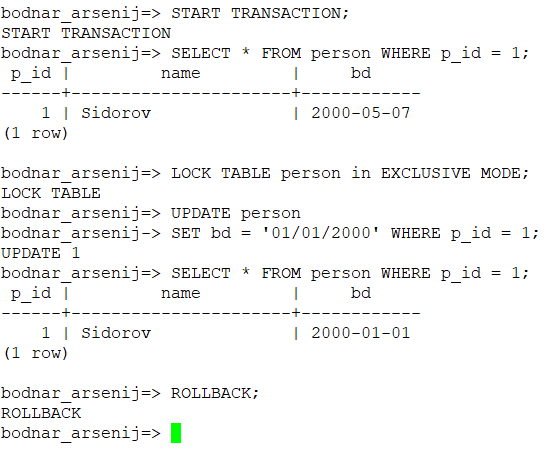 bodnar_arsenij=> START TRANSACTION;
START TRANSACTION
bodnar_arsenij=> SELECT * FROM person WHERE p_id = 1;
 p_id |         name         |     bd
------+----------------------+------------
    1 | Sidorov              | 2000-05-07
(1 row)

bodnar_arsenij=> LOCK TABLE person in EXCLUSIVE MODE;
LOCK TABLE
bodnar_arsenij=> UPDATE person
bodnar_arsenij-> SET bd = '01/01/2000' WHERE p_id = 1;
UPDATE 1
bodnar_arsenij=> SELECT * FROM person WHERE p_id = 1;
 p_id |         name         |     bd
------+----------------------+------------
    1 | Sidorov              | 2000-01-01
(1 row)

bodnar_arsenij=> ROLLBACK;
ROLLBACK
bodnar_arsenij=>